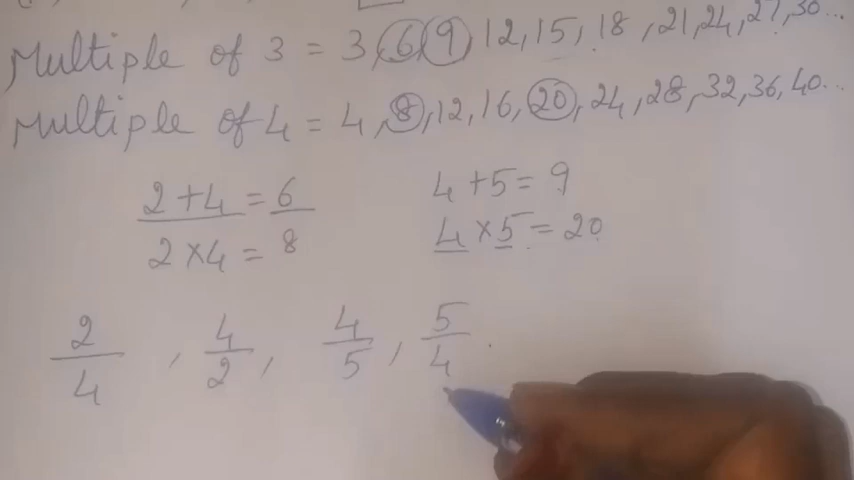 Multiple of 3 = 3, 6, 9, 12, 15, 18, 21, 24, 27, 30...
Multiple of 4 = 4, 8, 12, 16, 20, 24, 28, 32, 36, 40...
2 + 4 = 6
2 × 4 = 8
4 + 5 = 9
4 × 5 = 20
2/4, 4/2, 4/5, 5/4.